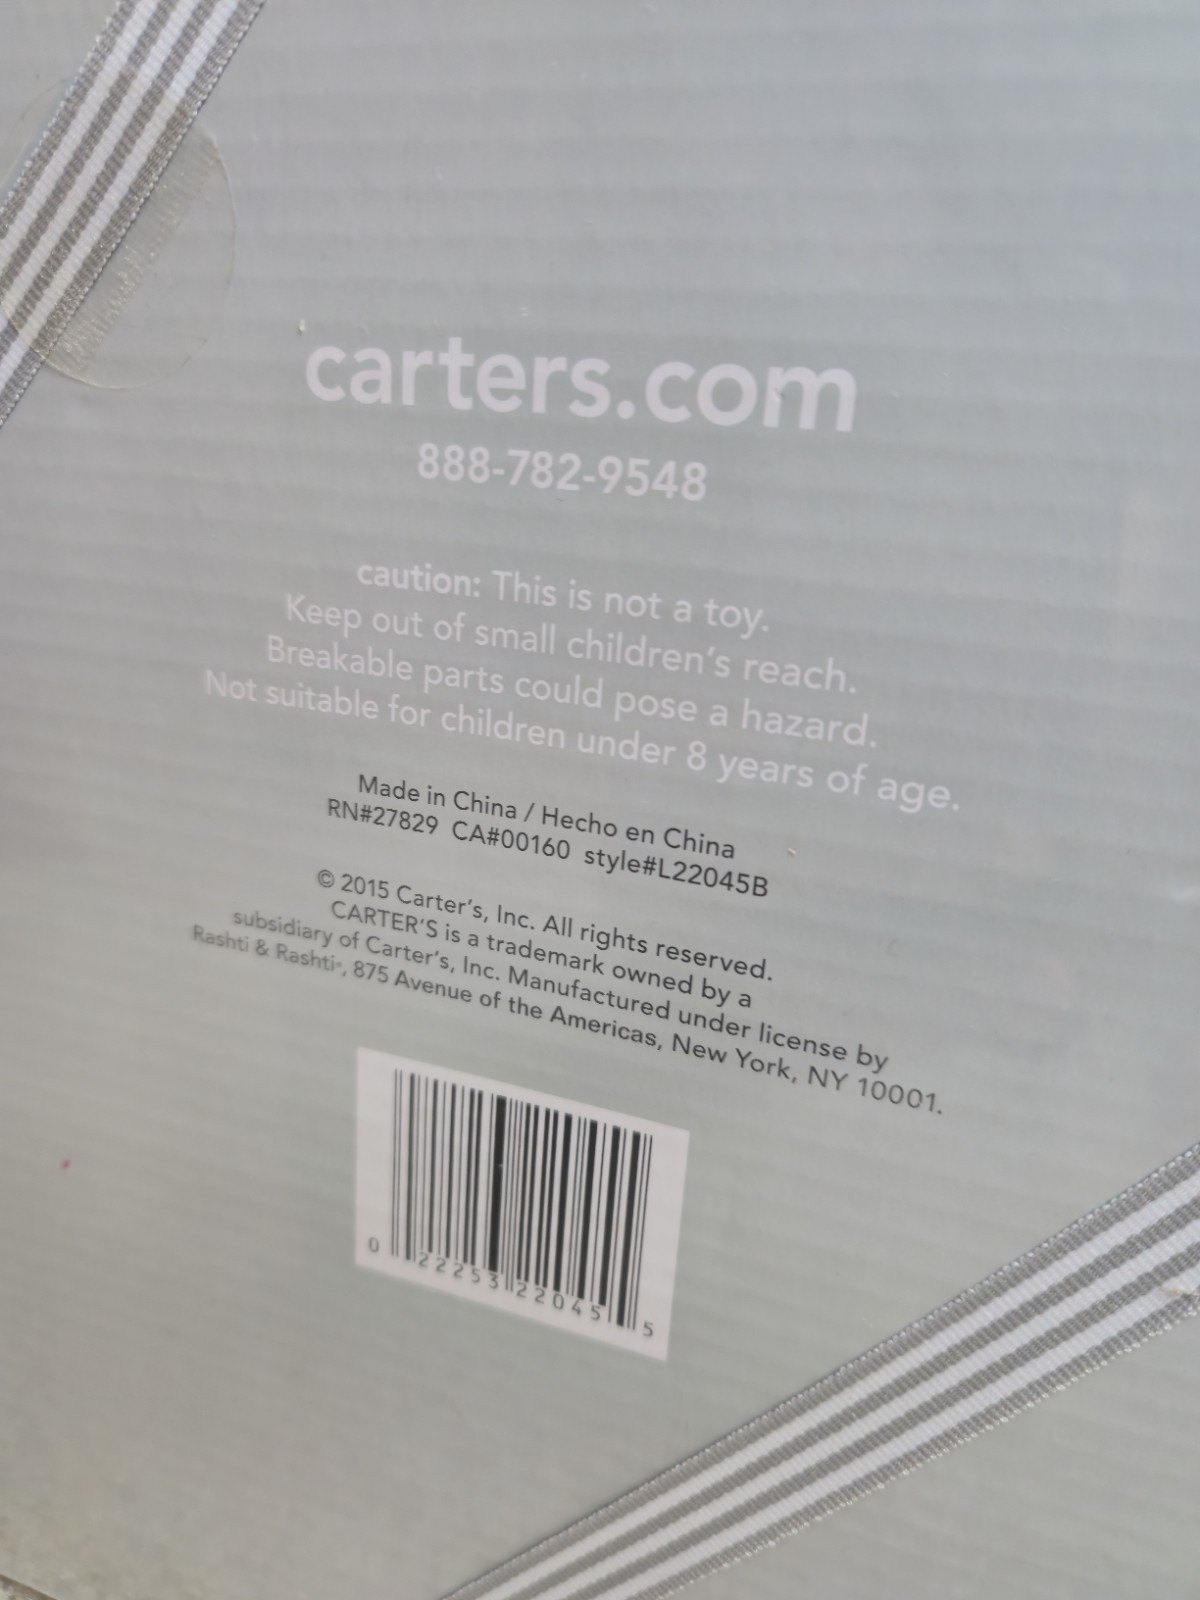 carters.com
888-782-9548
caution: This is not a toy.
Keep out of small children's reach.
Breakable parts could pose a hazard.
Not suitable for children under 8 years of age.
Made in China / Hecho en China
RN#27829 CA#00160 style#L22045B
© 2015 Carter's, Inc. All rights reserved.
CARTER'S is a trademark owned by a
subsidiary of Carter's, Inc. Manufactured under license by
Rashti & Rashti®, 875 Avenue of the Americas, New York, NY 10001.
0 22253 22045 5